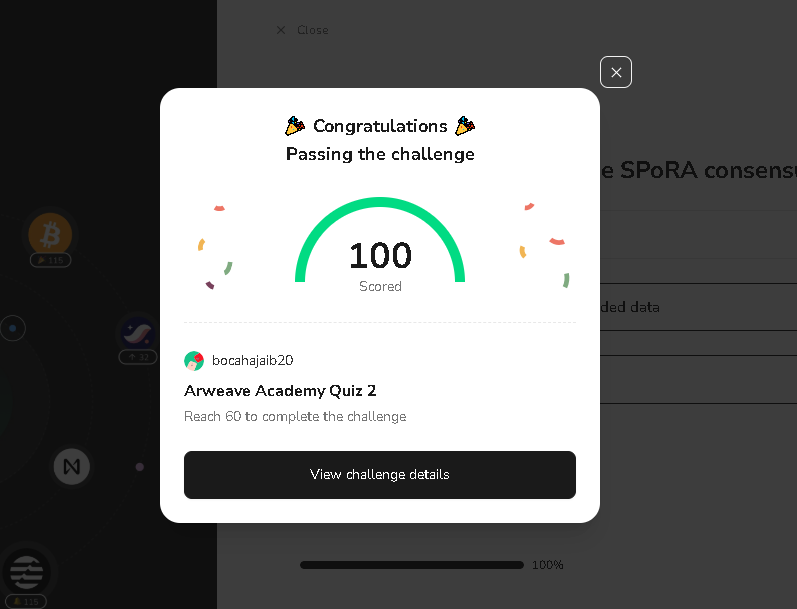 Close
Congratulations
Passing the challenge
e SPoRA consensu
100
Scored
115
ded data
32
bocahajaib20
Arweave Academy Quiz 2
Reach 60 to complete the challenge
View challenge details
100%
115